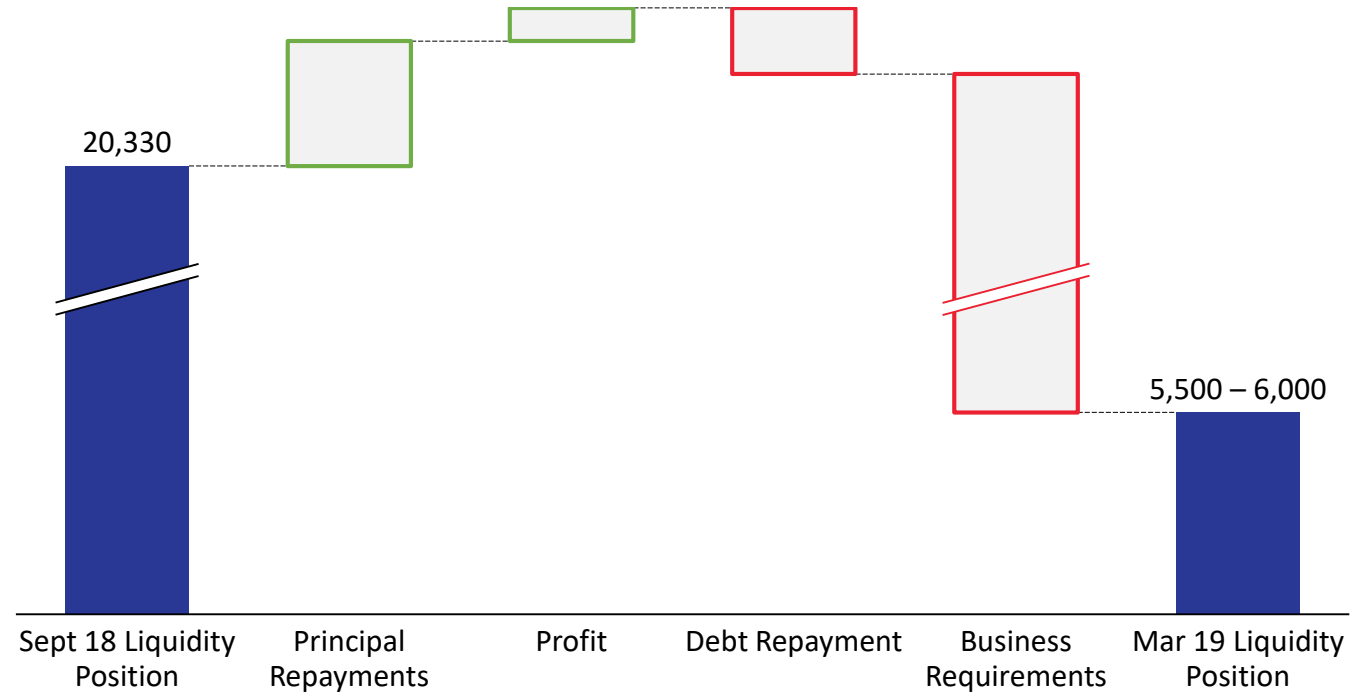 20,330
5,500 – 6,000
Sept 18 Liquidity
Position
Principal
Repayments
Profit
Debt Repayment
Business
Requirements
Mar 19 Liquidity
Position